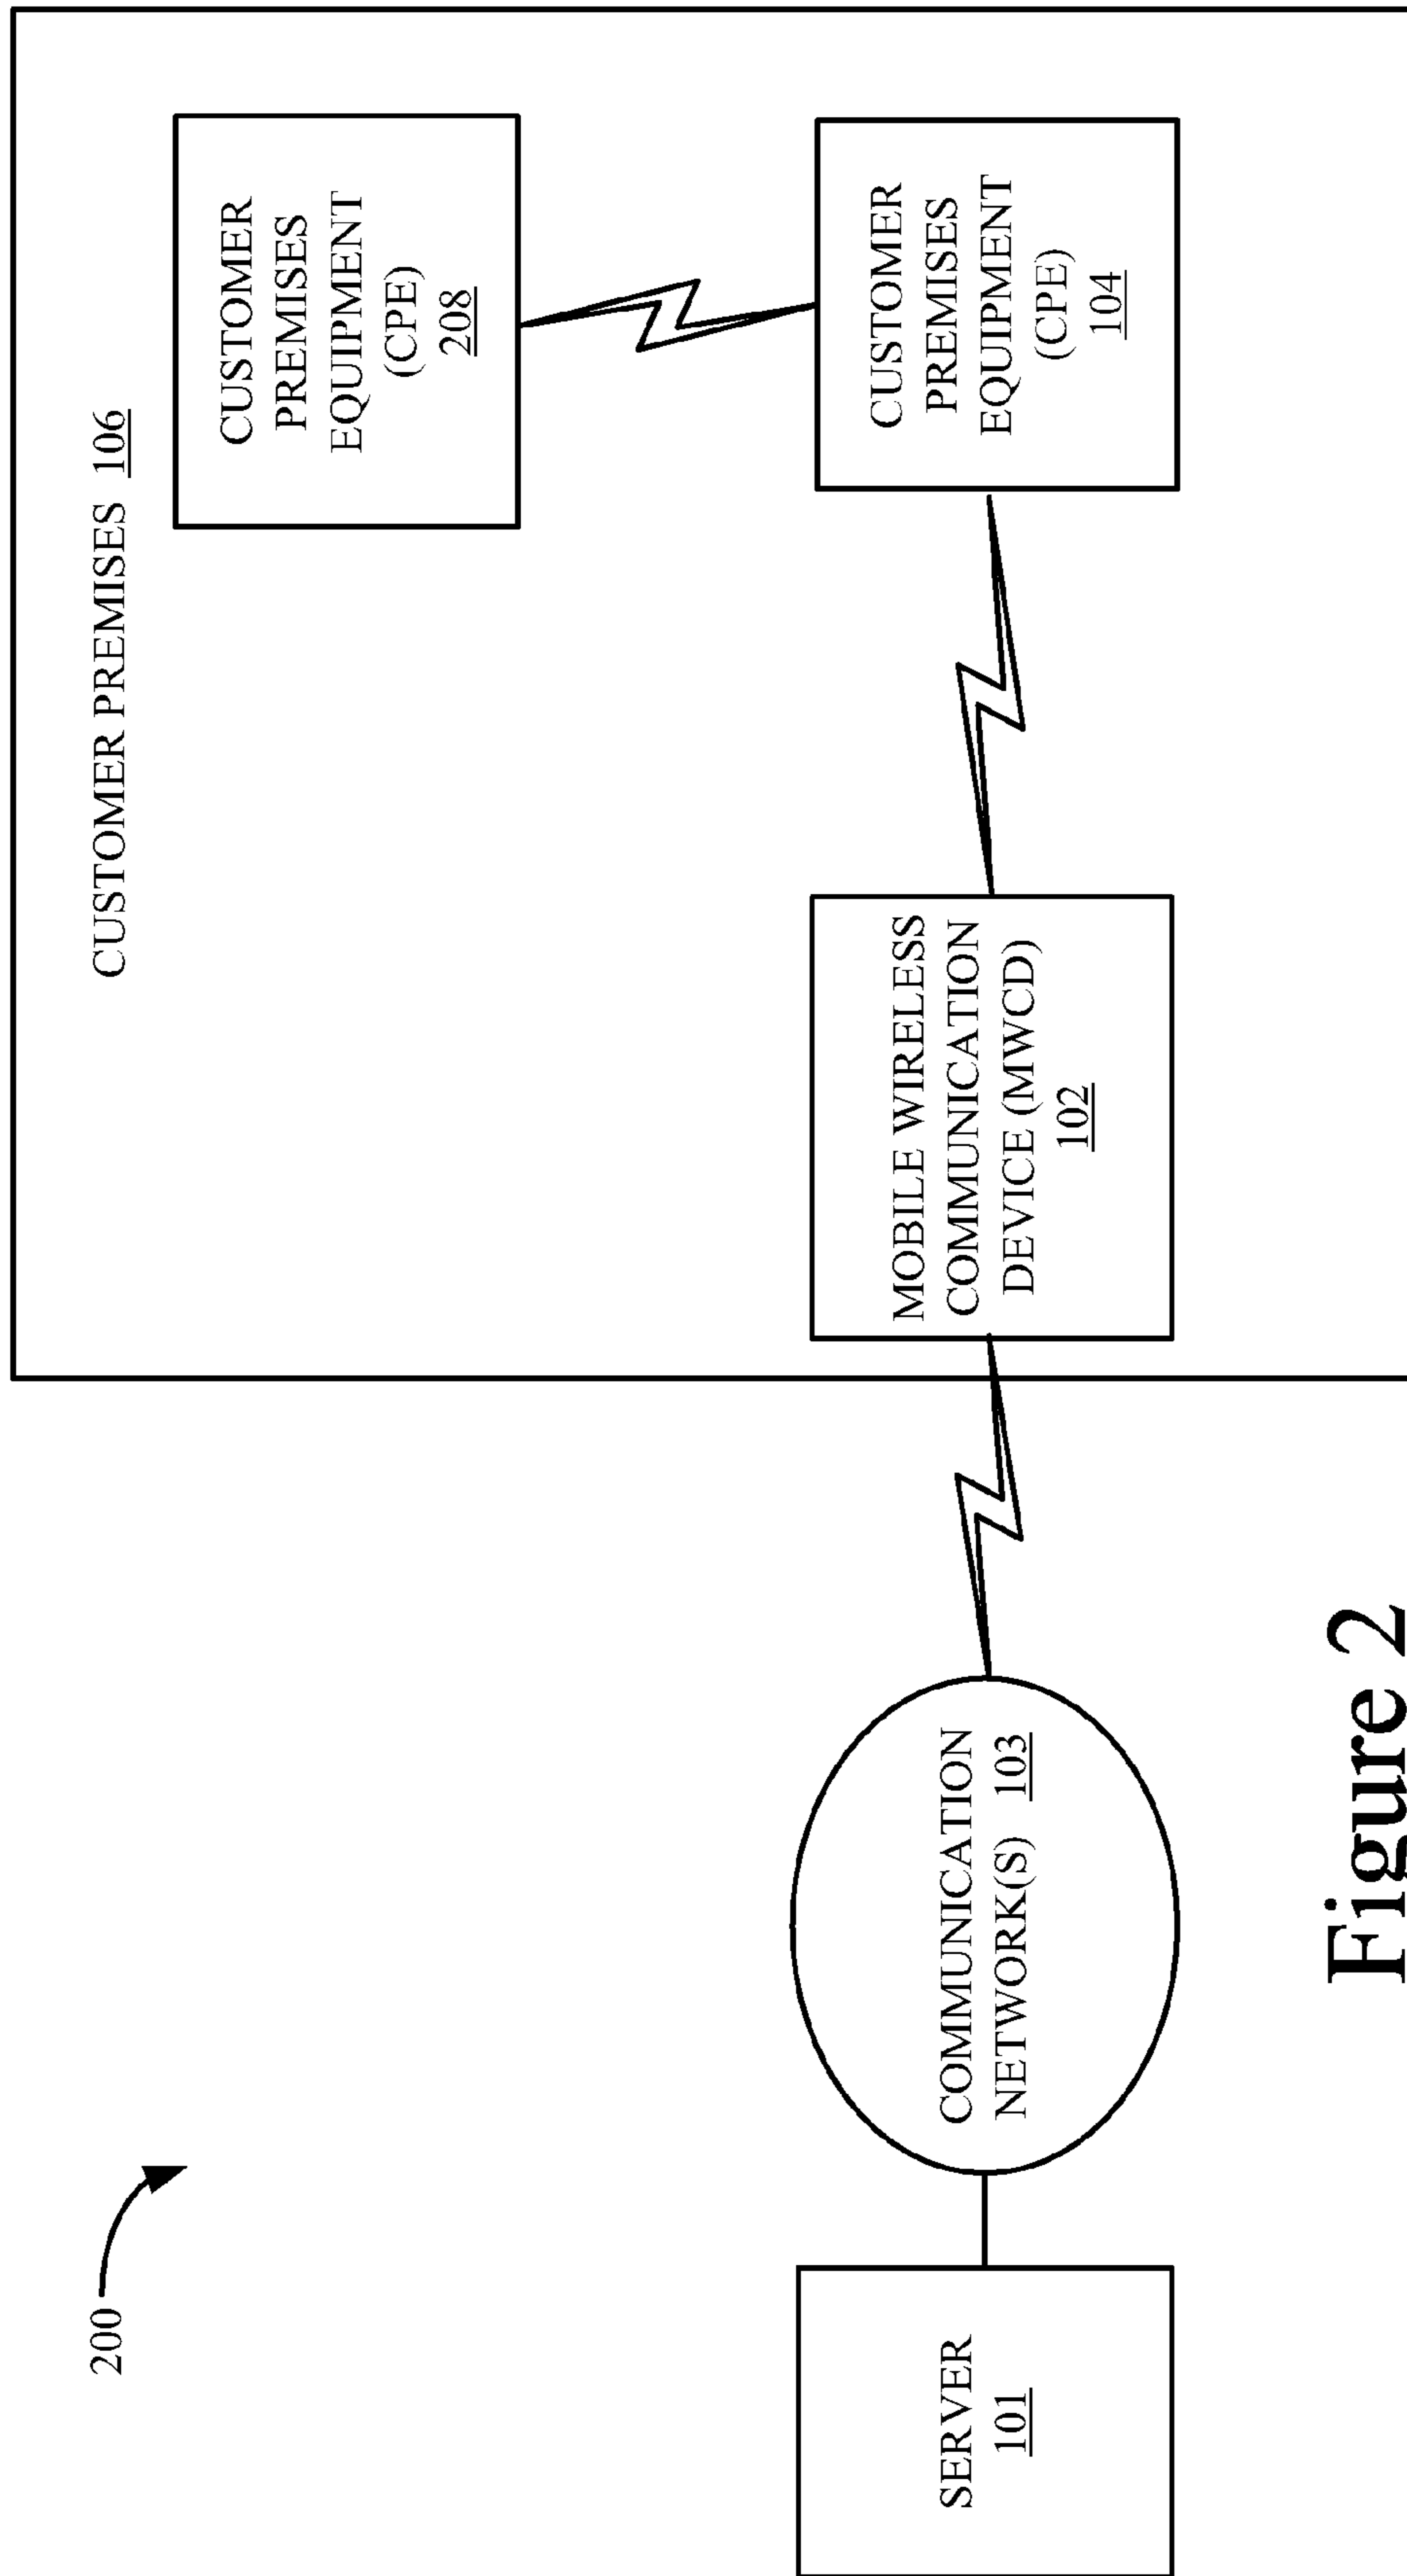 200
CUSTOMER PREMISES 106
CUSTOMER
PREMISES
EQUIPMENT
(CPE)
208
SERVER
101
COMMUNICATION
NETWORK(S) 103
MOBILE WIRELESS
COMMUNICATION
DEVICE (MWCD)
102
CUSTOMER
PREMISES
EQUIPMENT
(CPE)
104
Figure 2